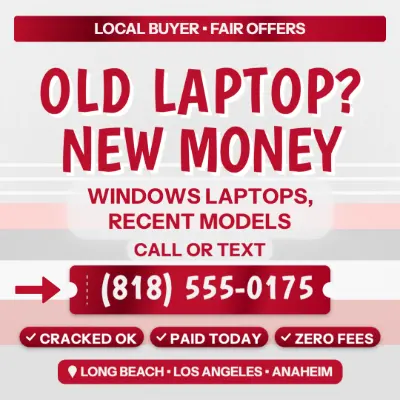 LOCAL BUYER • FAIR OFFERS
OLD LAPTOP?
NEW MONEY
WINDOWS LAPTOPS,
RECENT MODELS
CALL OR TEXT
(818) 555-0175
CRACKED OK PAID TODAY ZERO FEES
LONG BEACH • LOS ANGELES • ANAHEIM